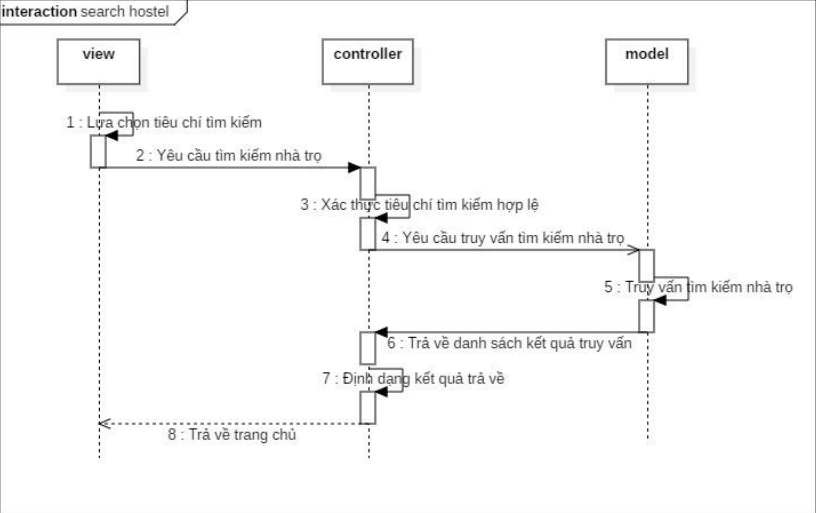 interaction search hostel
view
controller
model
1 : Lựa chọn tiêu chí tìm kiếm
2 : Yêu cầu tìm kiếm nhà trọ
3 : Xác thực tiêu chí tìm kiếm hợp lệ
4 : Yêu cầu truy vấn tìm kiếm nhà trọ
5 : Truy vấn tìm kiếm nhà trọ
6 : Trả về danh sách kết quả truy vấn
7 : Định dạng kết quả trả về
8 : Trả về trang chủ